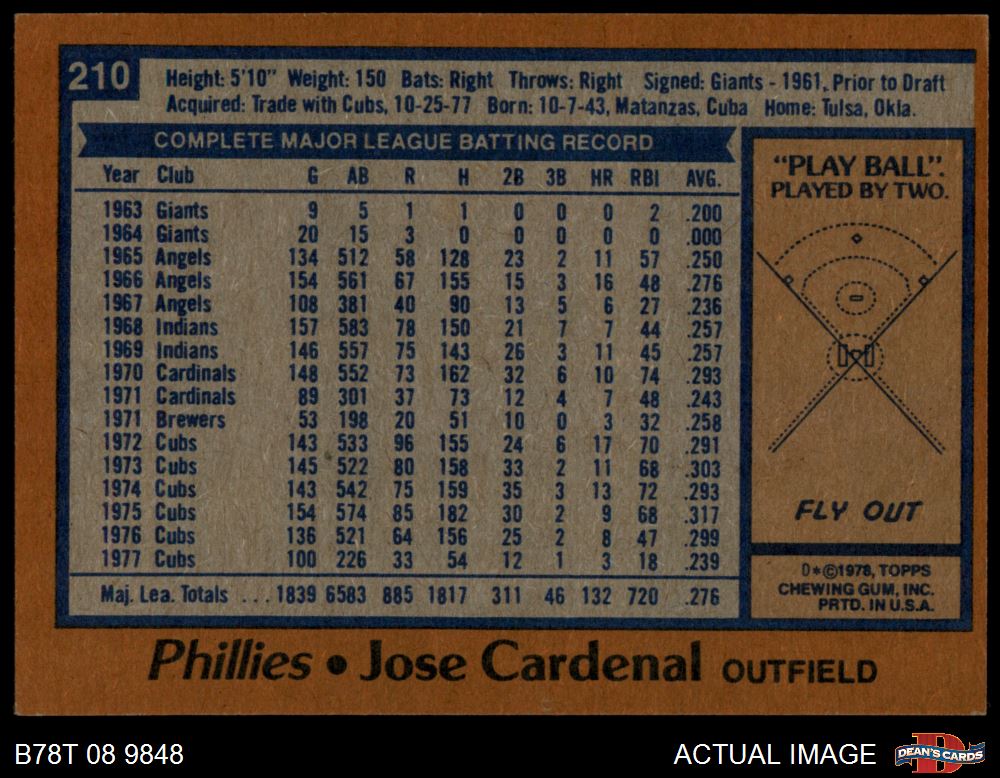 210
Height: 5'10" Weight: 150 Bats: Right Throws: Right Signed: Giants - 1961, Prior to Draft
Acquired: Trade with Cubs, 10-25-77 Born: 10-7-43, Matanzas, Cuba Home: Tulsa, Okla.
COMPLETE MAJOR LEAGUE BATTING RECORD
Year Club G AB R H 2B 3B HR RBI AVG.
1963 Giants 9 5 1 1 0 0 0 2 .200
1964 Giants 20 15 3 0 0 0 0 0 .000
1965 Angels 134 512 58 128 23 2 11 57 .250
1966 Angels 154 561 67 155 15 3 16 48 .276
1967 Angels 108 381 40 90 13 5 6 27 .236
1968 Indians 157 583 78 150 21 7 7 44 .257
1969 Indians 146 557 75 143 26 3 11 45 .257
1970 Cardinals 148 552 73 162 32 6 10 74 .293
1971 Cardinals 89 301 37 73 12 4 7 48 .243
1971 Brewers 53 198 20 51 10 0 3 32 .258
1972 Cubs 143 533 96 155 24 6 17 70 .291
1973 Cubs 145 522 80 158 33 2 11 68 .303
1974 Cubs 143 542 75 159 35 3 13 72 .293
1975 Cubs 154 574 85 182 30 2 9 68 .317
1976 Cubs 136 521 64 156 25 2 8 47 .299
1977 Cubs 100 226 33 54 12 1 3 18 .239
Maj. Lea. Totals ... 1839 6583 885 1817 311 46 132 720 .276
"PLAY BALL".
PLAYED BY TWO.
FLY OUT
D*©1978, TOPPS
CHEWING GUM, INC.
PRTD. IN U.S.A.
Phillies • Jose Cardenal OUTFIELD
B78T 08 9848
ACTUAL IMAGE
DEAN'S CARDS